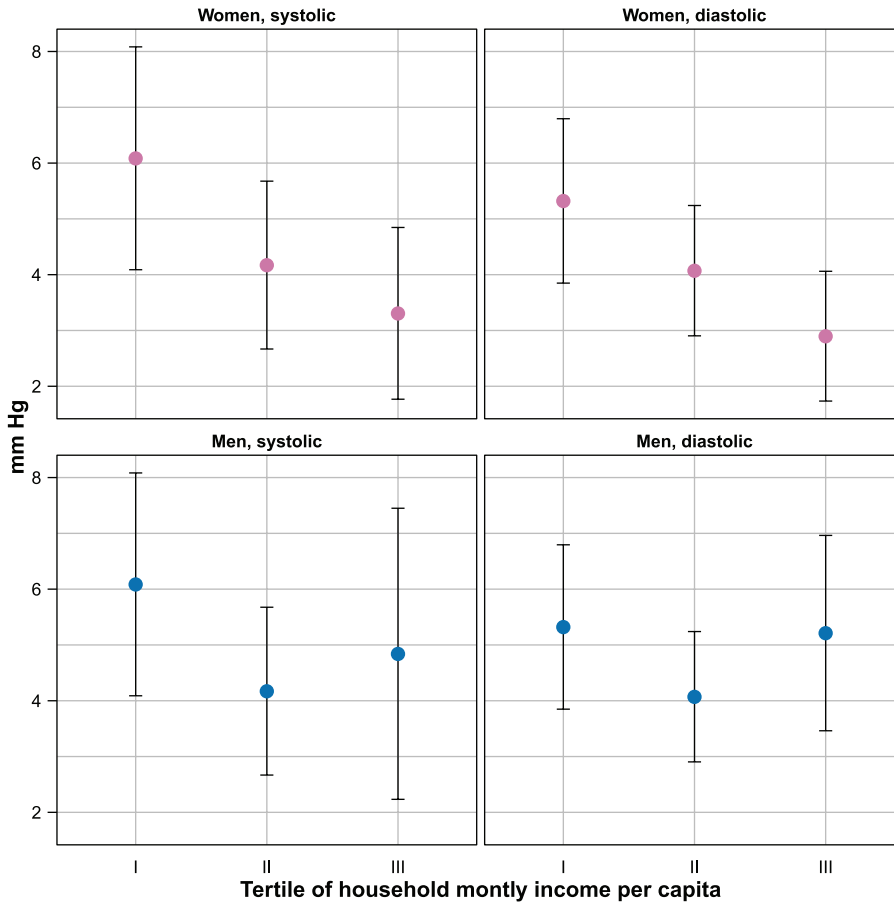 Women, systolic
Women, diastolic
8
6
4
2
mm Hg
Men, systolic
Men, diastolic
8
6
4
2
I
II
III
I
II
III
Tertile of household montly income per capita